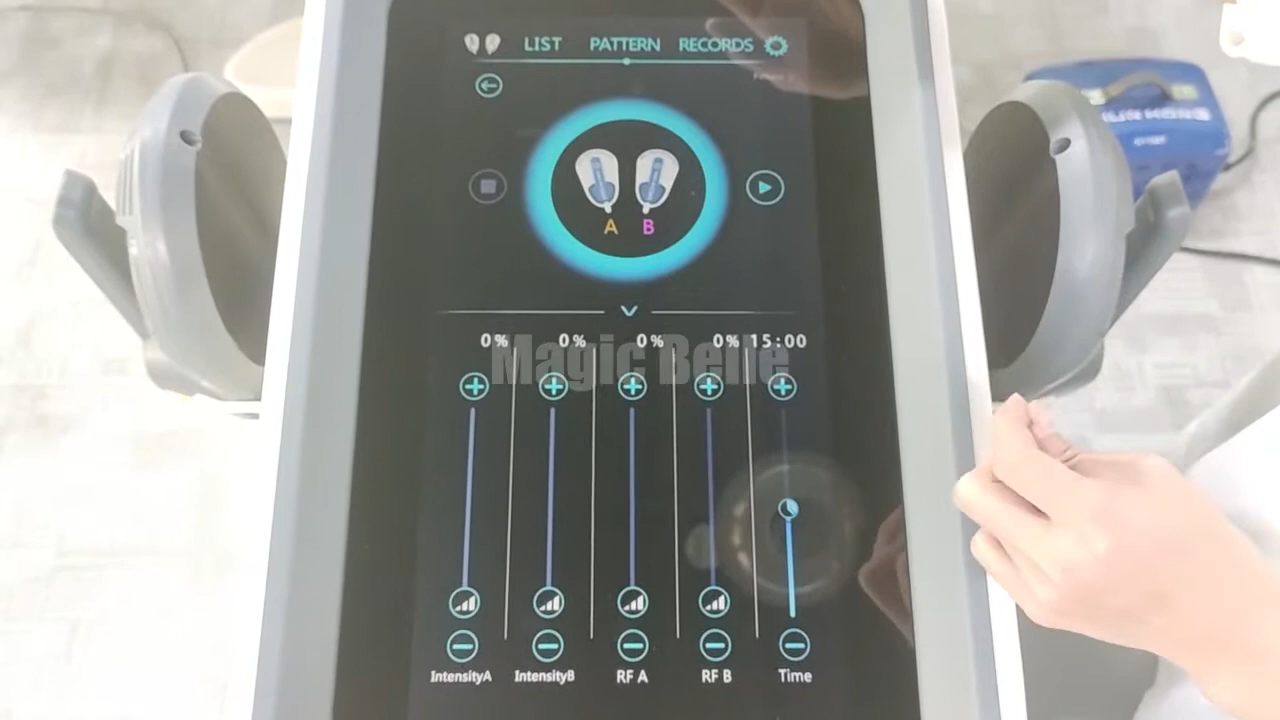 LIST PATTERN RECORDS
A B
0% 0% 0% 0% 15:00
Magic Belle
IntensityA IntensityB RF A RF B Time